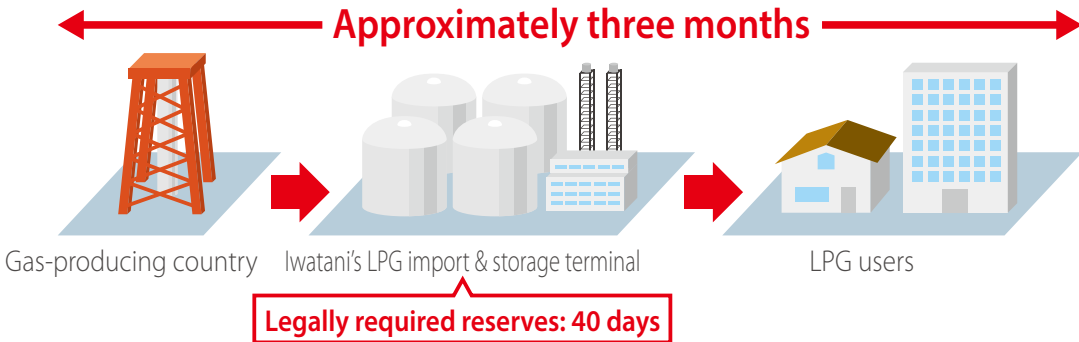 Approximately three months
Gas-producing country
Iwatani's LPG import & storage terminal
LPG users
Legally required reserves: 40 days